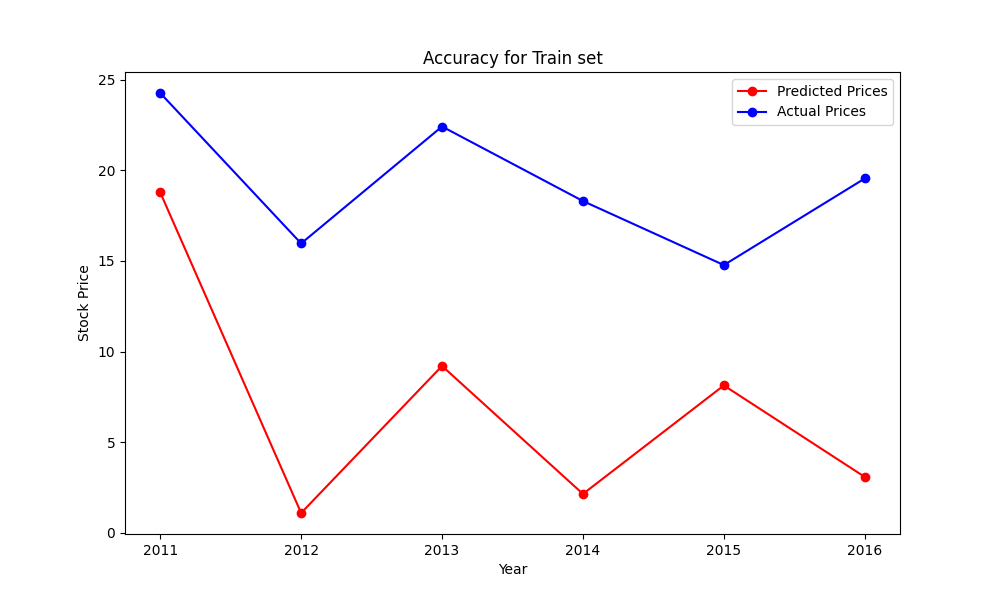 Accuracy for Train set
Predicted Prices
Actual Prices
Stock Price
25
20
15
10
5
0
2011 2012 2013 2014 2015 2016
Year